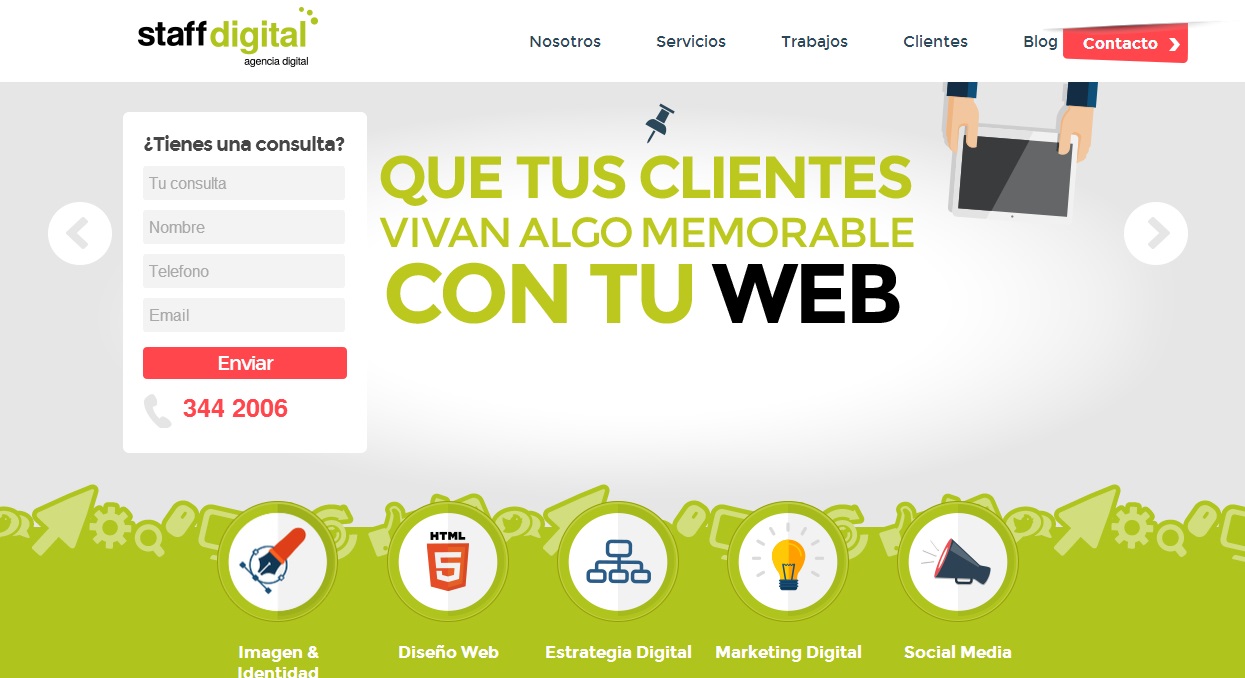 staffdigital
agencia digital
Nosotros
Servicios
Trabajos
Clientes
Blog
Contacto
¿Tienes una consulta?
Tu consulta
Nombre
Telefono
Email
Enviar
344 2006
QUE TUS CLIENTES
VIVAN ALGO MEMORABLE
CON TU WEB
HTML
5
Imagen &
Identidad
Diseño Web
Estrategia Digital
Marketing Digital
Social Media